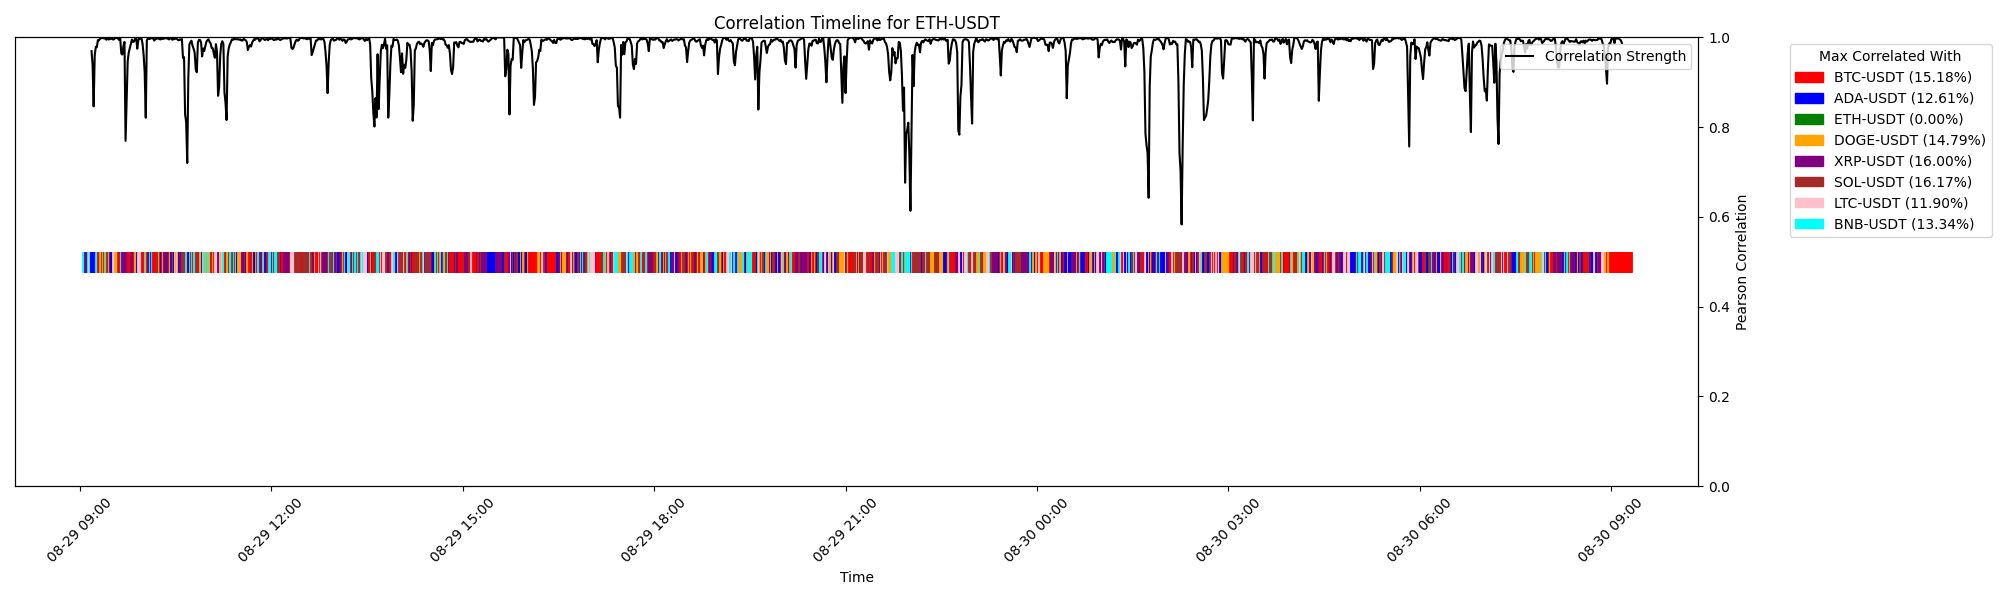 Correlation Timeline for ETH-USDT
Correlation Strength
1.0
0.8
0.6
0.4
0.2
0.0
Pearson Correlation
08-29 09:00
08-29 12:00
08-29 15:00
08-29 18:00
08-29 21:00
08-30 00:00
08-30 03:00
08-30 06:00
08-30 09:00
Time
Max Correlated With
BTC-USDT (15.18%)
ADA-USDT (12.61%)
ETH-USDT (0.00%)
DOGE-USDT (14.79%)
XRP-USDT (16.00%)
SOL-USDT (16.17%)
LTC-USDT (11.90%)
BNB-USDT (13.34%)